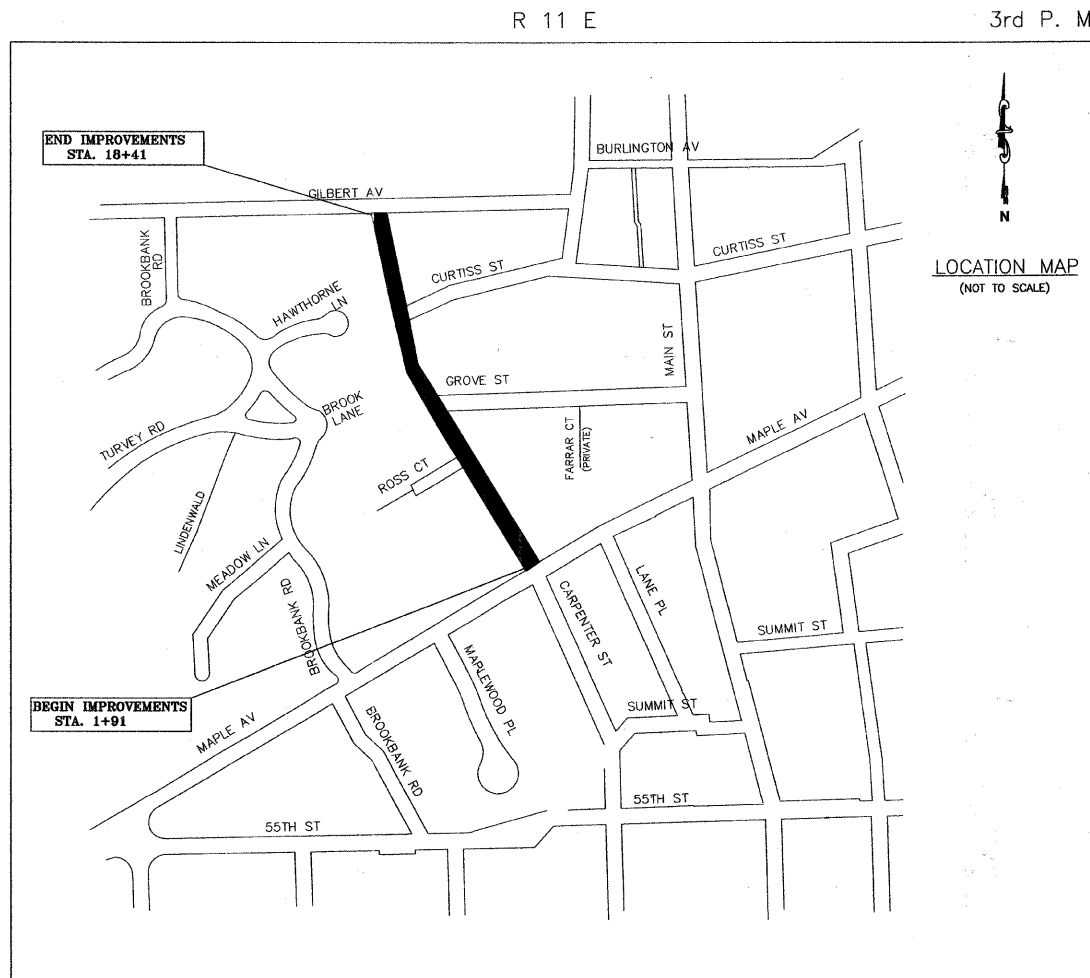 R 11 E
3rd P. M
END IMPROVEMENTS
STA. 18+41
BURLINGTON AV
GILBERT AV
N
LOCATION MAP
(NOT TO SCALE)
BROOKBANK
RD
CURTISS ST
CURTISS ST
HAWTHORNE
LN
MAIN ST
GROVE ST
BROOK
LANE
MAPLE AV
TURVEY RD
FARRAR CT
(PRIVATE)
ROSS CT
LINDENWALD
MEADOW LN
BROOKBANK RD
CARPENTER ST
LANE PL
SUMMIT ST
MAPLEWOOD PL
BEGIN IMPROVEMENTS
STA. 1+91
SUMMIT ST
MAPLE AV
BROOKBANK RD
55TH ST
55TH ST